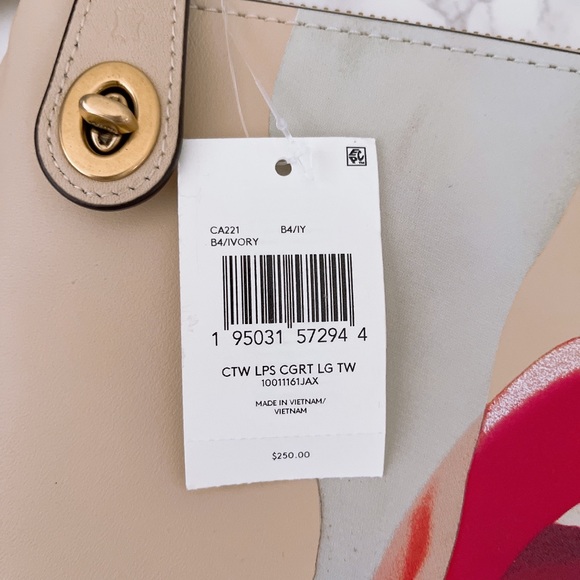 CA221 B4/IY
B4/IVORY
1 95031 57294 4
CTW LPS CGRT LG TW
10011161JAX
MADE IN VIETNAM/
VIETNAM
$250.00